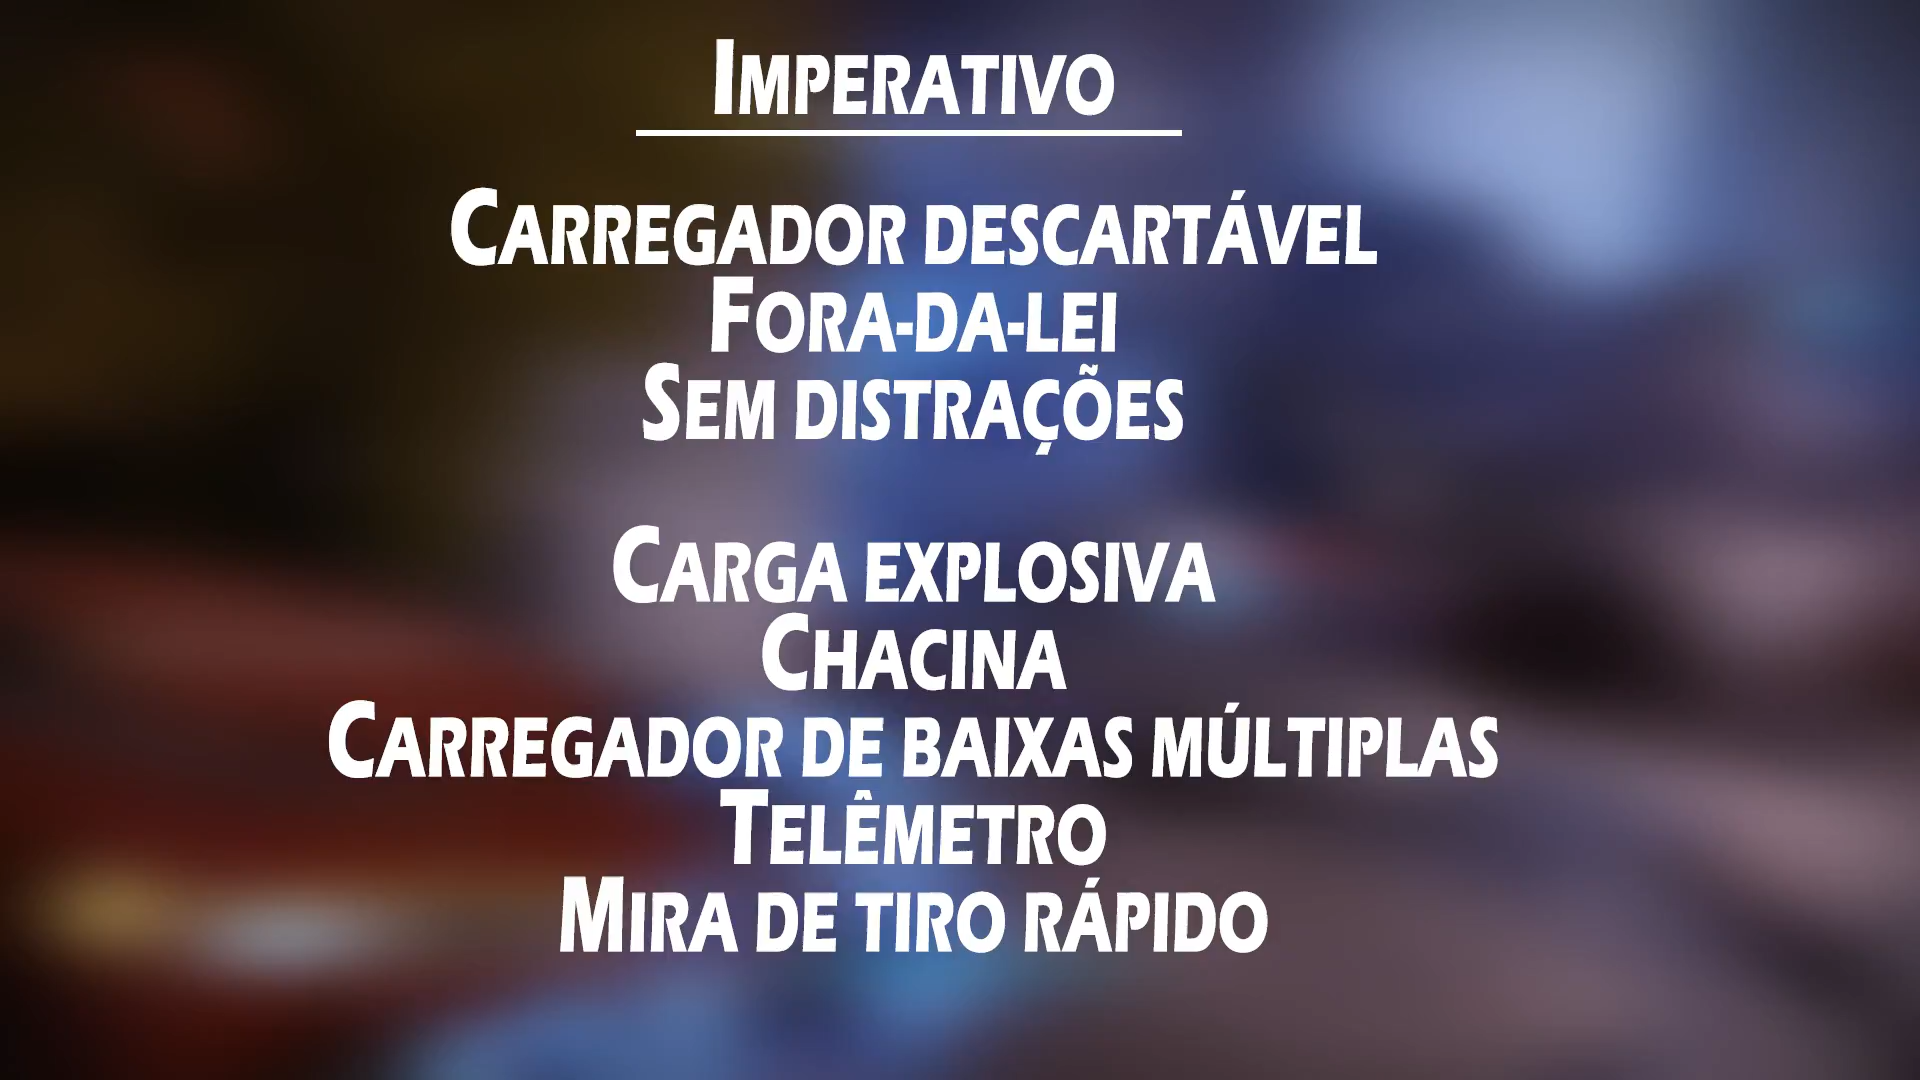 Imperativo
Carregador descartável
Fora-da-lei
Sem distrações
Carga explosiva
Chacina
Carregador de baixas múltiplas
Telêmetro
Mira de tiro rápido